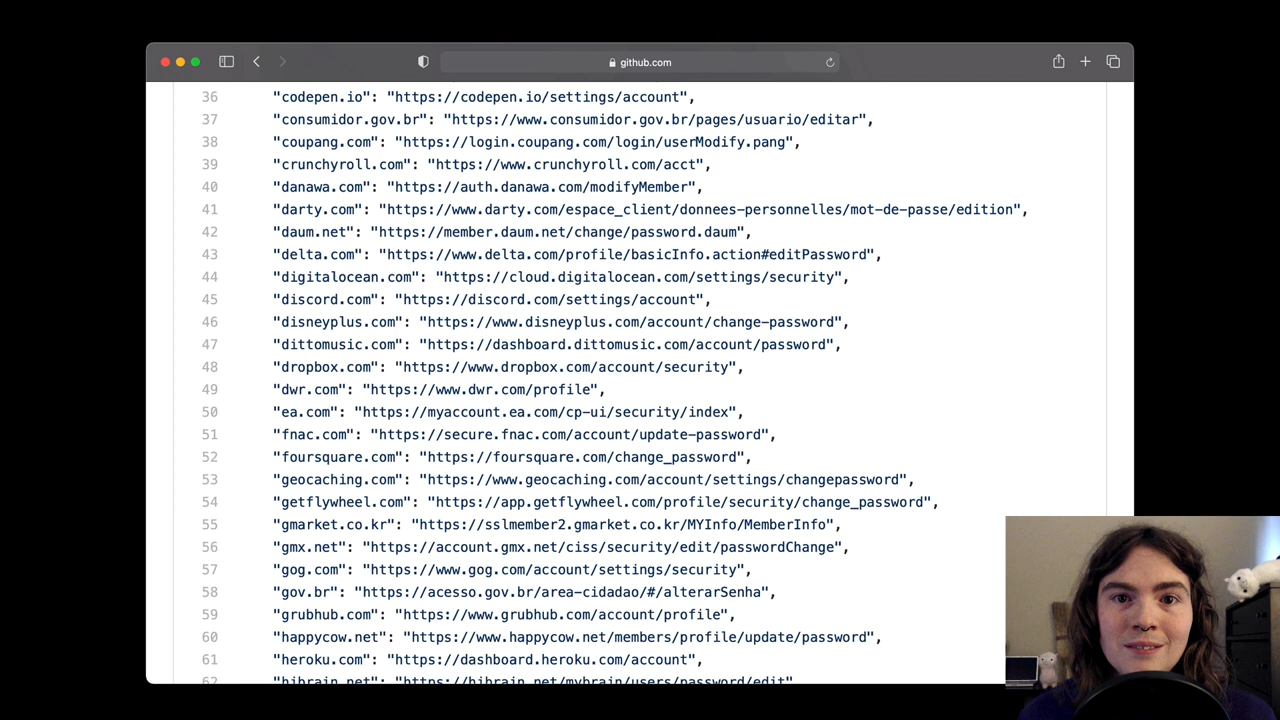 github.com
36 "codepen.io": "https://codepen.io/settings/account",
37 "consumidor.gov.br": "https://www.consumidor.gov.br/pages/usuario/editar",
38 "coupang.com": "https://login.coupang.com/login/userModify.pang",
39 "crunchyroll.com": "https://www.crunchyroll.com/acct",
40 "danawa.com": "https://auth.danawa.com/modifyMember",
41 "darty.com": "https://www.darty.com/espace_client/donnees-personnelles/mot-de-passe/edition",
42 "daum.net": "https://member.daum.net/change/password.daum",
43 "delta.com": "https://www.delta.com/profile/basicInfo.action#editPassword",
44 "digitalocean.com": "https://cloud.digitalocean.com/settings/security",
45 "discord.com": "https://discord.com/settings/account",
46 "disneyplus.com": "https://www.disneyplus.com/account/change-password",
47 "dittomusic.com": "https://dashboard.dittomusic.com/account/password",
48 "dropbox.com": "https://www.dropbox.com/account/security",
49 "dwr.com": "https://www.dwr.com/profile",
50 "ea.com": "https://myaccount.ea.com/cp-ui/security/index",
51 "fnac.com": "https://secure.fnac.com/account/update-password",
52 "foursquare.com": "https://foursquare.com/change_password",
53 "geocaching.com": "https://www.geocaching.com/account/settings/changepassword",
54 "getflywheel.com": "https://app.getflywheel.com/profile/security/change_password",
55 "gmarket.co.kr": "https://sslmember2.gmarket.co.kr/MYInfo/MemberInfo",
56 "gmx.net": "https://account.gmx.net/ciss/security/edit/passwordChange",
57 "gog.com": "https://www.gog.com/account/settings/security",
58 "gov.br": "https://acesso.gov.br/area-cidadao/#/alterarSenha",
59 "grubhub.com": "https://www.grubhub.com/account/profile",
60 "happycow.net": "https://www.happycow.net/members/profile/update/password",
61 "heroku.com": "https://dashboard.heroku.com/account",
62 "hibrain.net": "https://hibrain.net/mybrain/users/password/edit"